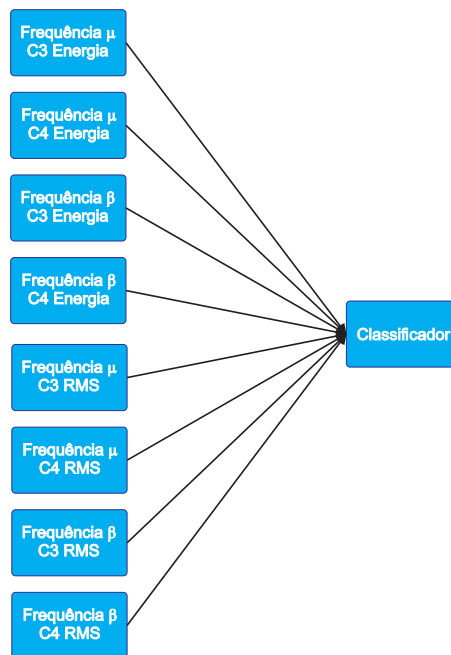 Frequência μ
C3 Energia
Frequência μ
C4 Energia
Frequência β
C3 Energia
Frequência β
C4 Energia
Frequência μ
C3 RMS
Frequência μ
C4 RMS
Frequência β
C3 RMS
Frequência β
C4 RMS
Classificador